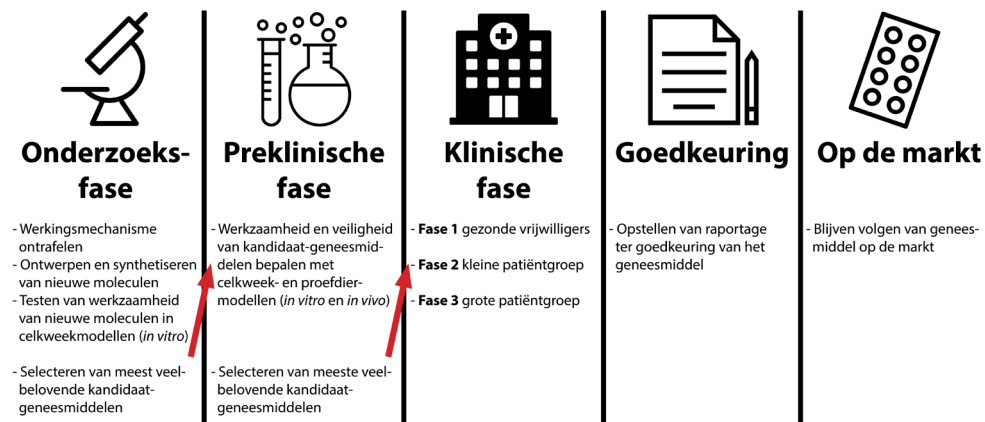 Onderzoeks-
fase
- Werkingsmechanisme
ontrafelen
- Ontwerpen en synthetiseren
van nieuwe moleculen
- Testen van werkzaamheid
van nieuwe moleculen in
celkweekmodellen (in vitro)
- Selecteren van meest veel-
belovende kandidaat-
geneesmiddelen
Preklinische
fase
- Werkzaamheid en veiligheid
van kandidaat-geneesmid-
delen bepalen met
celkweek- en proefdier-
modellen (in vitro en in vivo)
- Selecteren van meeste veel-
belovende kandidaat-
geneesmiddelen
Klinische
fase
- Fase 1 gezonde vrijwilligers
- Fase 2 kleine patiëntgroep
- Fase 3 grote patiëntgroep
Goedkeuring
- Opstellen van raportage
ter goedkeuring van het
geneesmiddel
Op de markt
- Blijven volgen van genees-
middel op de markt